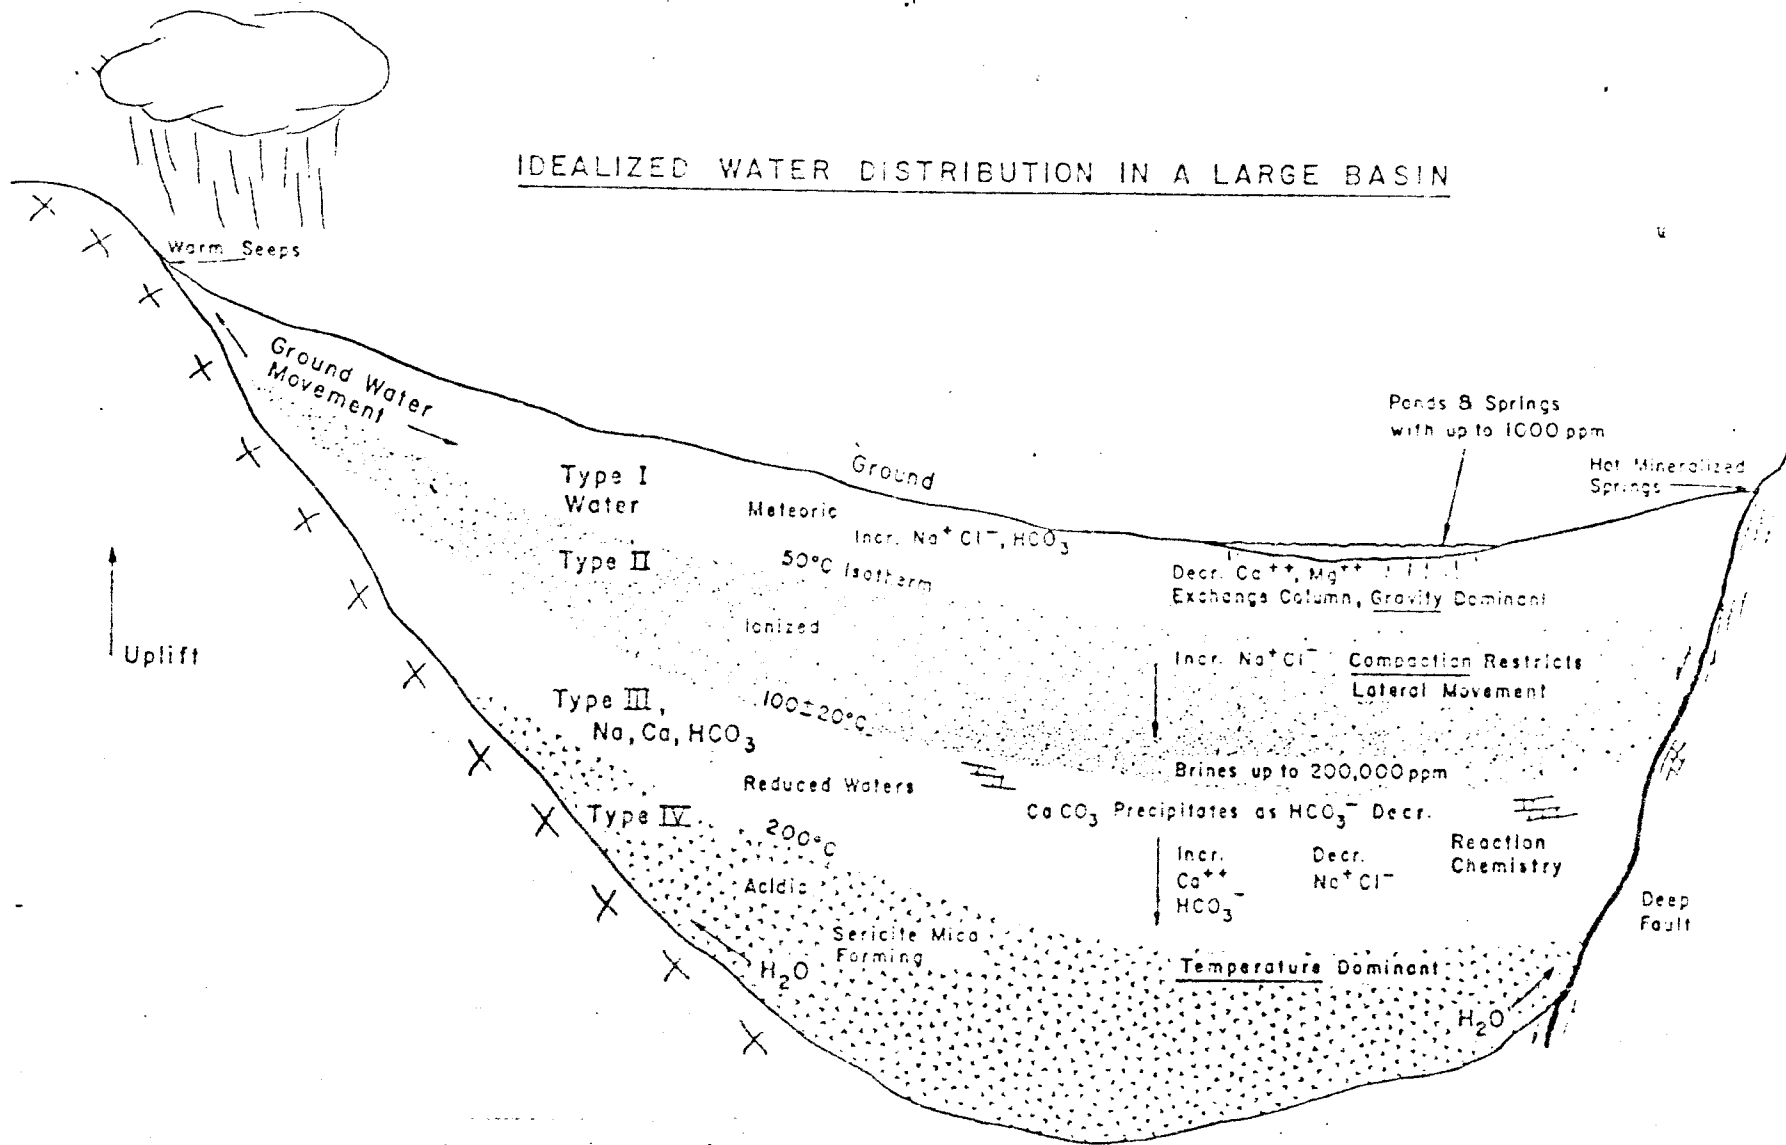 IDEALIZED WATER DISTRIBUTION IN A LARGE BASIN
Warm Seeps
Ground Water
Movement
Ponds & Springs
with up to 1000 ppm
Hot Mineralized
Springs
Ground
Type I
Water
Meteoric
Incr. Na⁺ Cl⁻, HCO₃
Type II
50°C Isotherm
Decr. Ca⁺⁺, Mg⁺⁺
Exchange Column, Gravity Dominant
Ionized
Uplift
Incr. Na⁺Cl⁻ Compaction Restricts
Lateral Movement
Type III,
Na, Ca, HCO₃
100±20°C
Brines up to 200,000 ppm
Reduced Waters
CaCO₃ Precipitates as HCO₃⁻ Decr.
Type IV
200°C
Reaction
Chemistry
Incr.
Ca⁺⁺
HCO₃⁻
Decr.
Na⁺Cl⁻
Acidic
Deep
Fault
Sericite Mica
Forming
H₂O
Temperature Dominant
H₂O